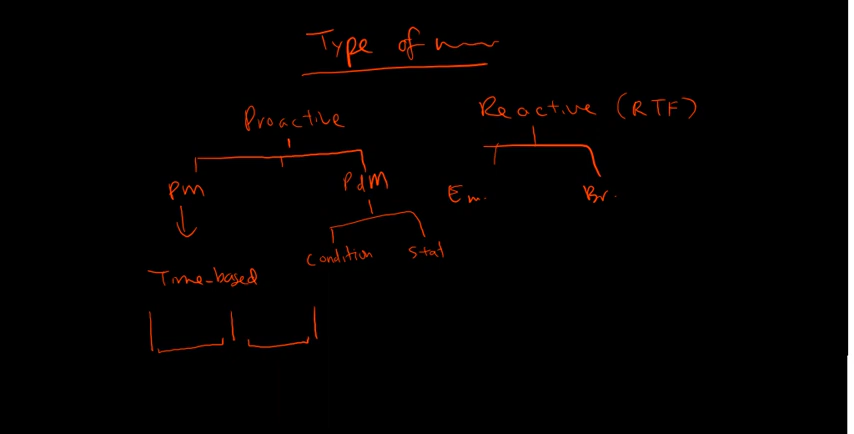 Type of
Proactive
Reactive (RTF)
PM
PdM
Em.
Br.
Condition
Stat
Time-based